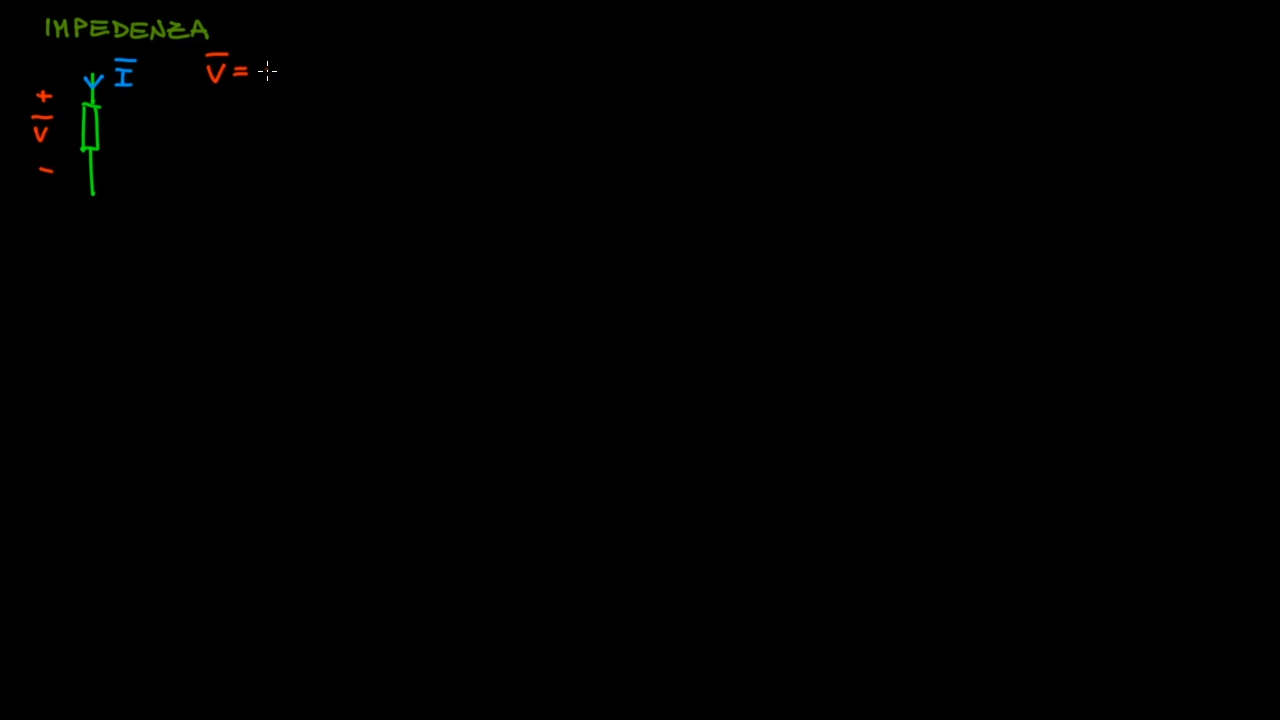 IMPEDENZA
I̅
V̅ =
+
V̅
-